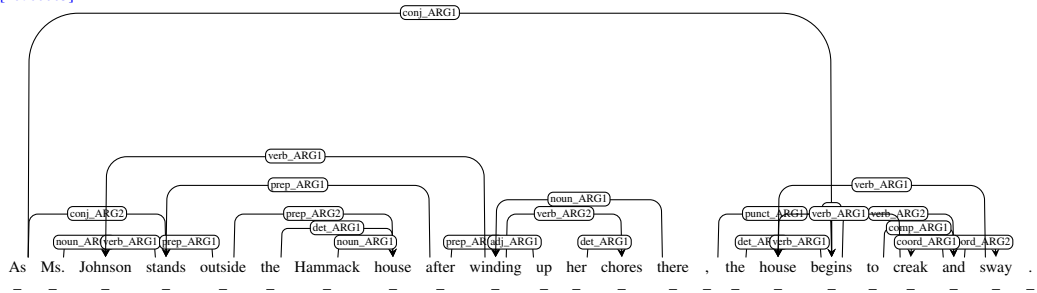 conj_ARG1
verb_ARG1
prep_ARG1 verb_ARG1
noun_ARG1
conj_ARG2 prep_ARG2 verb_ARG2 punct_ARG1 verb_ARG1 verb_ARG2
det_ARG1 comp_ARG1
verb_ARG1 prep_ARG1 noun_ARG1 adj_ARG1 det_ARG1 verb_ARG1 coord_ARG1
As Ms. Johnson stands outside the Hammack house after winding up her chores there , the house begins to creak and sway .
_ _ _ _ _ _ _ _ _ _ _ _ _ _ _ _ _ _ _ _ _ _ _